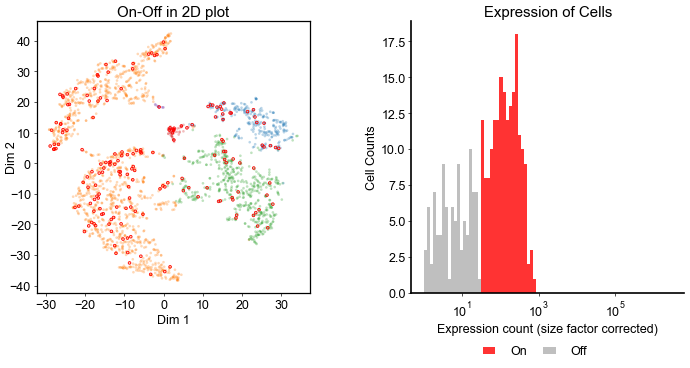 On-Off in 2D plot
40
30
20
10
0
−10
−20
−30
−40
Dim 2
−30 −20 −10 0 10 20 30
Dim 1
Expression of Cells
17.5
15.0
12.5
10.0
7.5
5.0
2.5
0.0
Cell Counts
10¹ 10³ 10⁵
Expression count (size factor corrected)
On Off